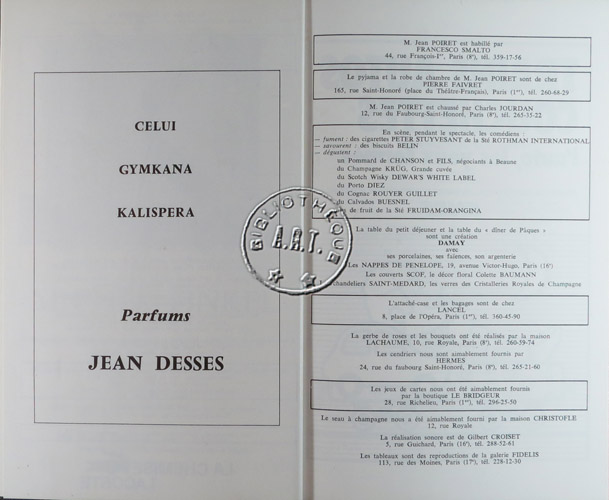 CELUI
GYMKANA
KALISPERA
Parfums
JEAN DESSES
BIBLIOTHÈQUE
A.R.T.
M. Jean POIRET est habillé par
FRANCESCO SMALTO
44, rue François-Iᵉʳ, Paris (8ᵉ), tél. 359-17-56
Le pyjama et la robe de chambre de M. Jean POIRET sont de chez
PIERRE FAIVRET
165, rue Saint-Honoré (place du Théâtre-Français), Paris (1ᵉʳ), tél. 260-68-29
M. Jean POIRET est chaussé par Charles JOURDAN
12, rue du Faubourg-Saint-Honoré, Paris (8ᵉ), tél. 265-35-22
En scène, pendant le spectacle, les comédiens :
— fument : des cigarettes PETER STUYVESANT de la Sté ROTHMAN INTERNATIONAL
— savourent : des biscuits BELIN
— dégustent :
un Pommard de CHANSON et FILS, négociants à Beaune
du Champagne KRÜG, Grande cuvée
du Scotch Wisky DEWAR'S WHITE LABEL
du Porto DIEZ
du Cognac ROUYER GUILLET
du Calvados BUESNEL
de fruit de la Sté FRUIDAM-ORANGINA
La table du petit déjeuner et la table du « dîner de Pâques »
sont une création
DAMAY
avec
ses porcelaines, ses faïences, son argenterie
Les NAPPES DE PENELOPE, 19, avenue Victor-Hugo, Paris (16ᵉ)
Les couverts SCOF, le décor floral Colette BAUMANN
chandeliers SAINT-MEDARD, les verres des Cristalleries Royales de Champagne
L'attaché-case et les bagages sont de chez
LANCEL
8, place de l'Opéra, Paris (1ᵉʳ), tél. 360-45-90
La gerbe de roses et les bouquets ont été réalisés par la maison
LACHAUME, 10, rue Royale, Paris (8ᵉ), tél. 260-59-74
Les cendriers nous sont aimablement fournis par
HERMES
24, rue du faubourg Saint-Honoré, Paris (8ᵉ), tél. 265-21-60
Les jeux de cartes nous ont été aimablement fournis
par la boutique LE BRIDGEUR
28, rue Richelieu, Paris (1ᵉʳ), tél. 296-25-50
Le seau à champagne nous a été aimablement fourni par la maison CHRISTOFLE
12, rue Royale
La réalisation sonore est de Gilbert CROISET
5, rue Guichard, Paris (16ᵉ), tél. 288-52-61
Les tableaux sont des reproductions de la galerie FIDELIS
113, rue des Moines, Paris (17ᵉ), tél. 228-12-30